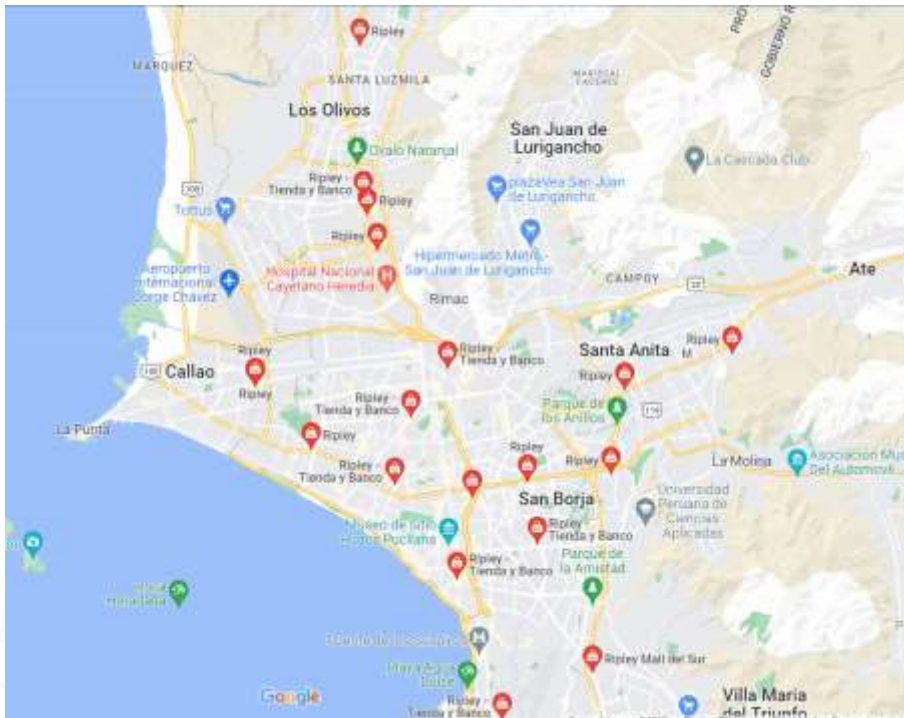 Ripley
MARQUEZ
SANTA LUZMILA
Los Olivos
San Juan de
Lurigancho
Ovalo Naranjal
La Cascada Club
Ripley -
Tienda y Banco
plazaVea San Juan
de Lurigancho
Ripley
Tottus
Ripley
Hipermercado Metro -
San Juan de Lurigancho
Aeropuerto
Internacional
Jorge Chávez
Hospital Nacional
Cayetano Heredia
CAMPOY
Ate
Rimac
Ripley
M
Ripley -
Tienda y Banco
Santa Anita
Ripley
Callao
Ripley
Ripley
Ripley
Tienda y Banco
Parque de
los Anillos
La Punta
Ripley
Ripley
Ripley
Ripley -
Tienda y Banco
La Molina
San Borja
Universidad
Peruana de
Ciencias
Aplicadas
Museo de Sitio
Ripley
Tienda y Banco
Ripley -
Tienda y Banco
Parque de
la Amistad
Ripley Mall del Sur
Google
Ripley -
Tienda y Banco
Villa Maria
del Triunfo